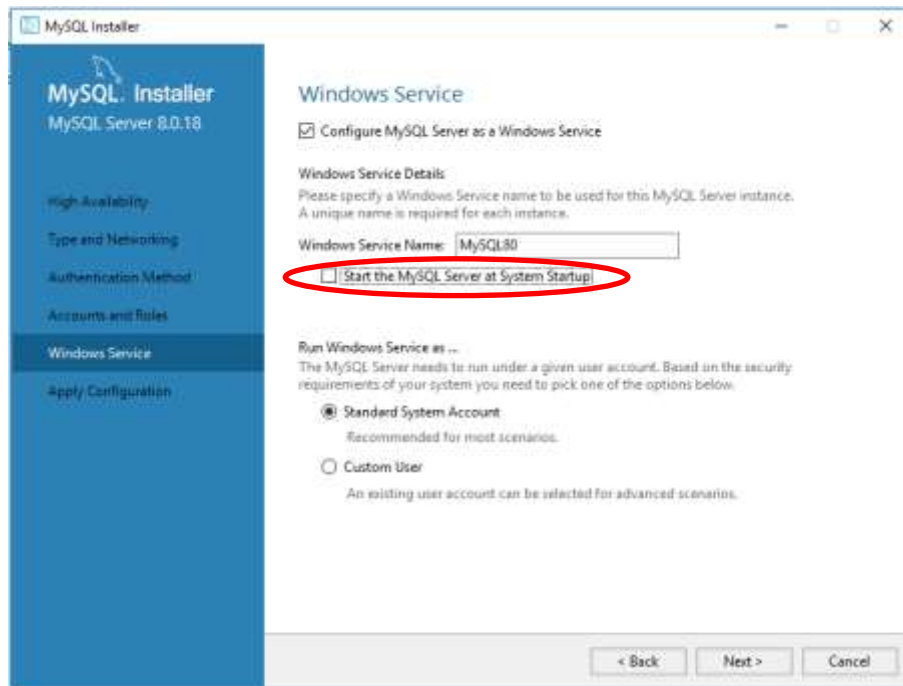 MySQL Installer
MySQL. Installer
MySQL Server 8.0.18
High Availability
Type and Networking
Authentication Method
Accounts and Roles
Windows Service
Apply Configuration
Windows Service
Configure MySQL Server as a Windows Service
Windows Service Details
Please specify a Windows Service name to be used for this MySQL Server instance.
A unique name is required for each instance.
Windows Service Name: MySQL80
Start the MySQL Server at System Startup
Run Windows Service as ...
The MySQL Server needs to run under a given user account. Based on the security
requirements of your system you need to pick one of the options below.
Standard System Account
Recommended for most scenarios.
Custom User
An existing user account can be selected for advanced scenarios.
< Back Next > Cancel